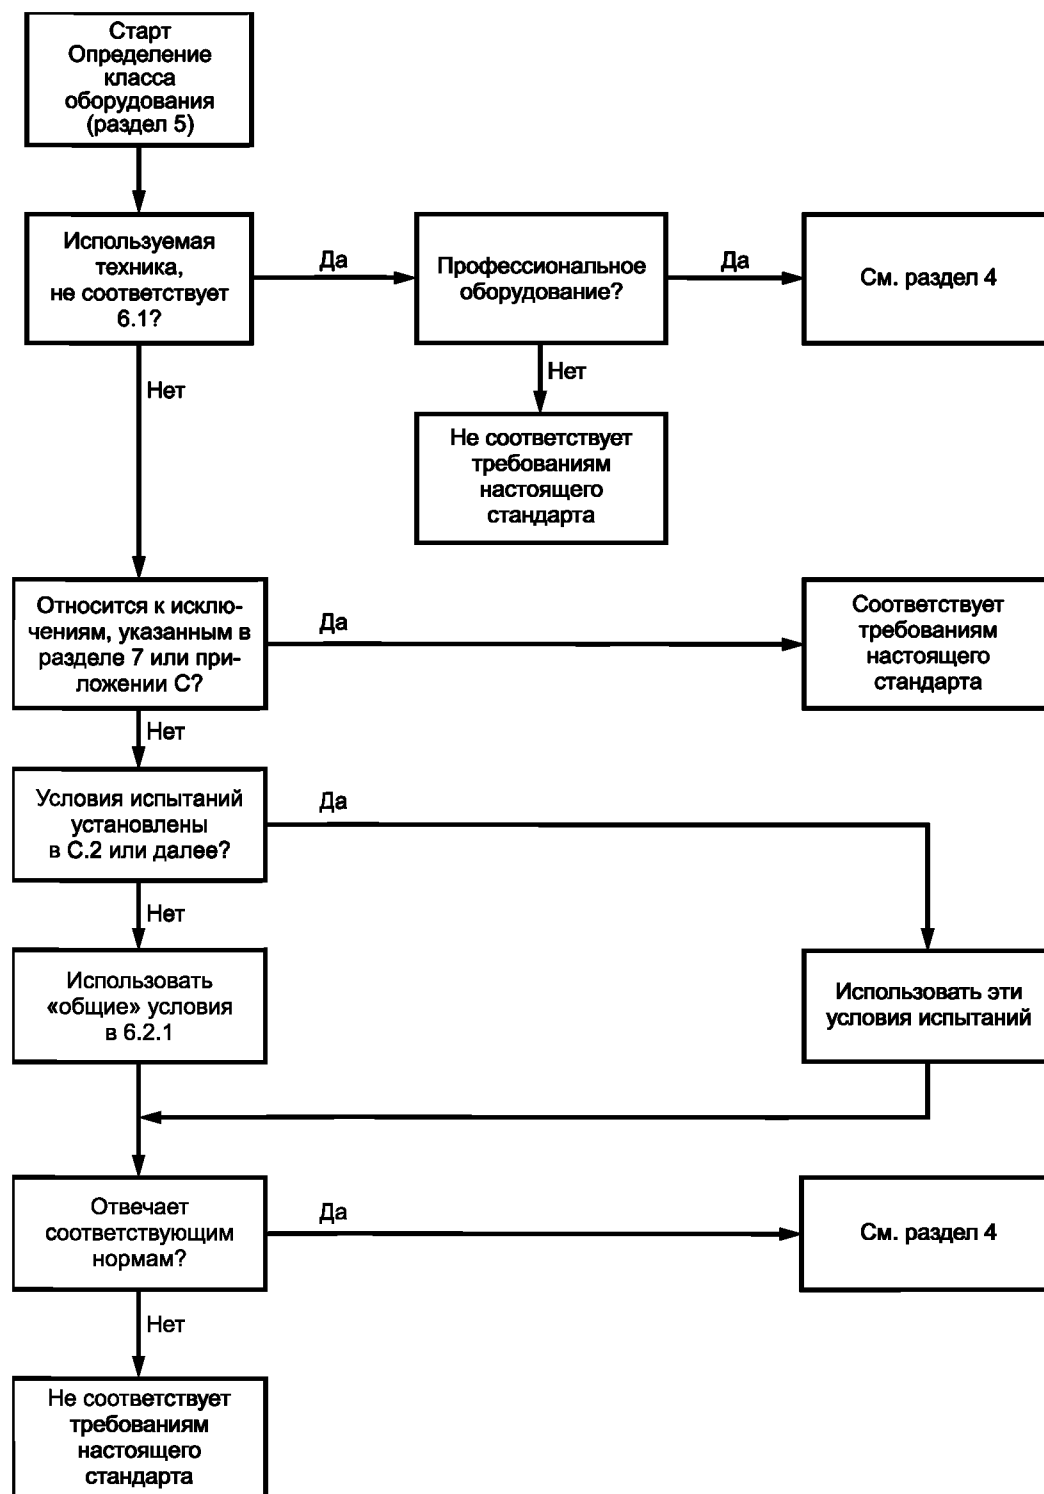 Старт
Определение
класса
оборудования
(раздел 5)
Используемая
техника,
не соответствует
6.1?
Да
Профессиональное
оборудование?
Да
См. раздел 4
Нет
Нет
Не соответствует
требованиям
настоящего
стандарта
Относится к исклю-
чениям, указанным в
разделе 7 или при-
ложении С?
Да
Соответствует
требованиям
настоящего
стандарта
Нет
Условия испытаний
установлены
в С.2 или далее?
Да
Нет
Использовать
«общие» условия
в 6.2.1
Использовать эти
условия испытаний
Отвечает
соответствующим
нормам?
Да
См. раздел 4
Нет
Не соответствует
требованиям
настоящего
стандарта